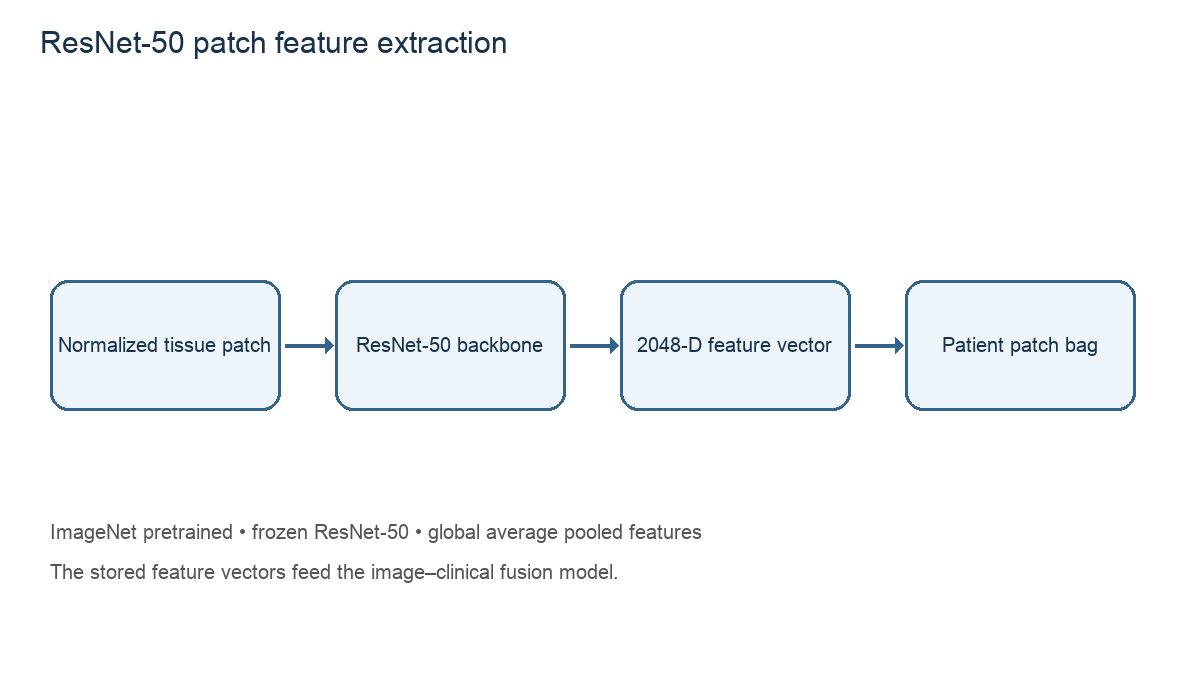 ResNet-50 patch feature extraction
Normalized tissue patch
ResNet-50 backbone
2048-D feature vector
Patient patch bag
ImageNet pretrained • frozen ResNet-50 • global average pooled features
The stored feature vectors feed the image–clinical fusion model.